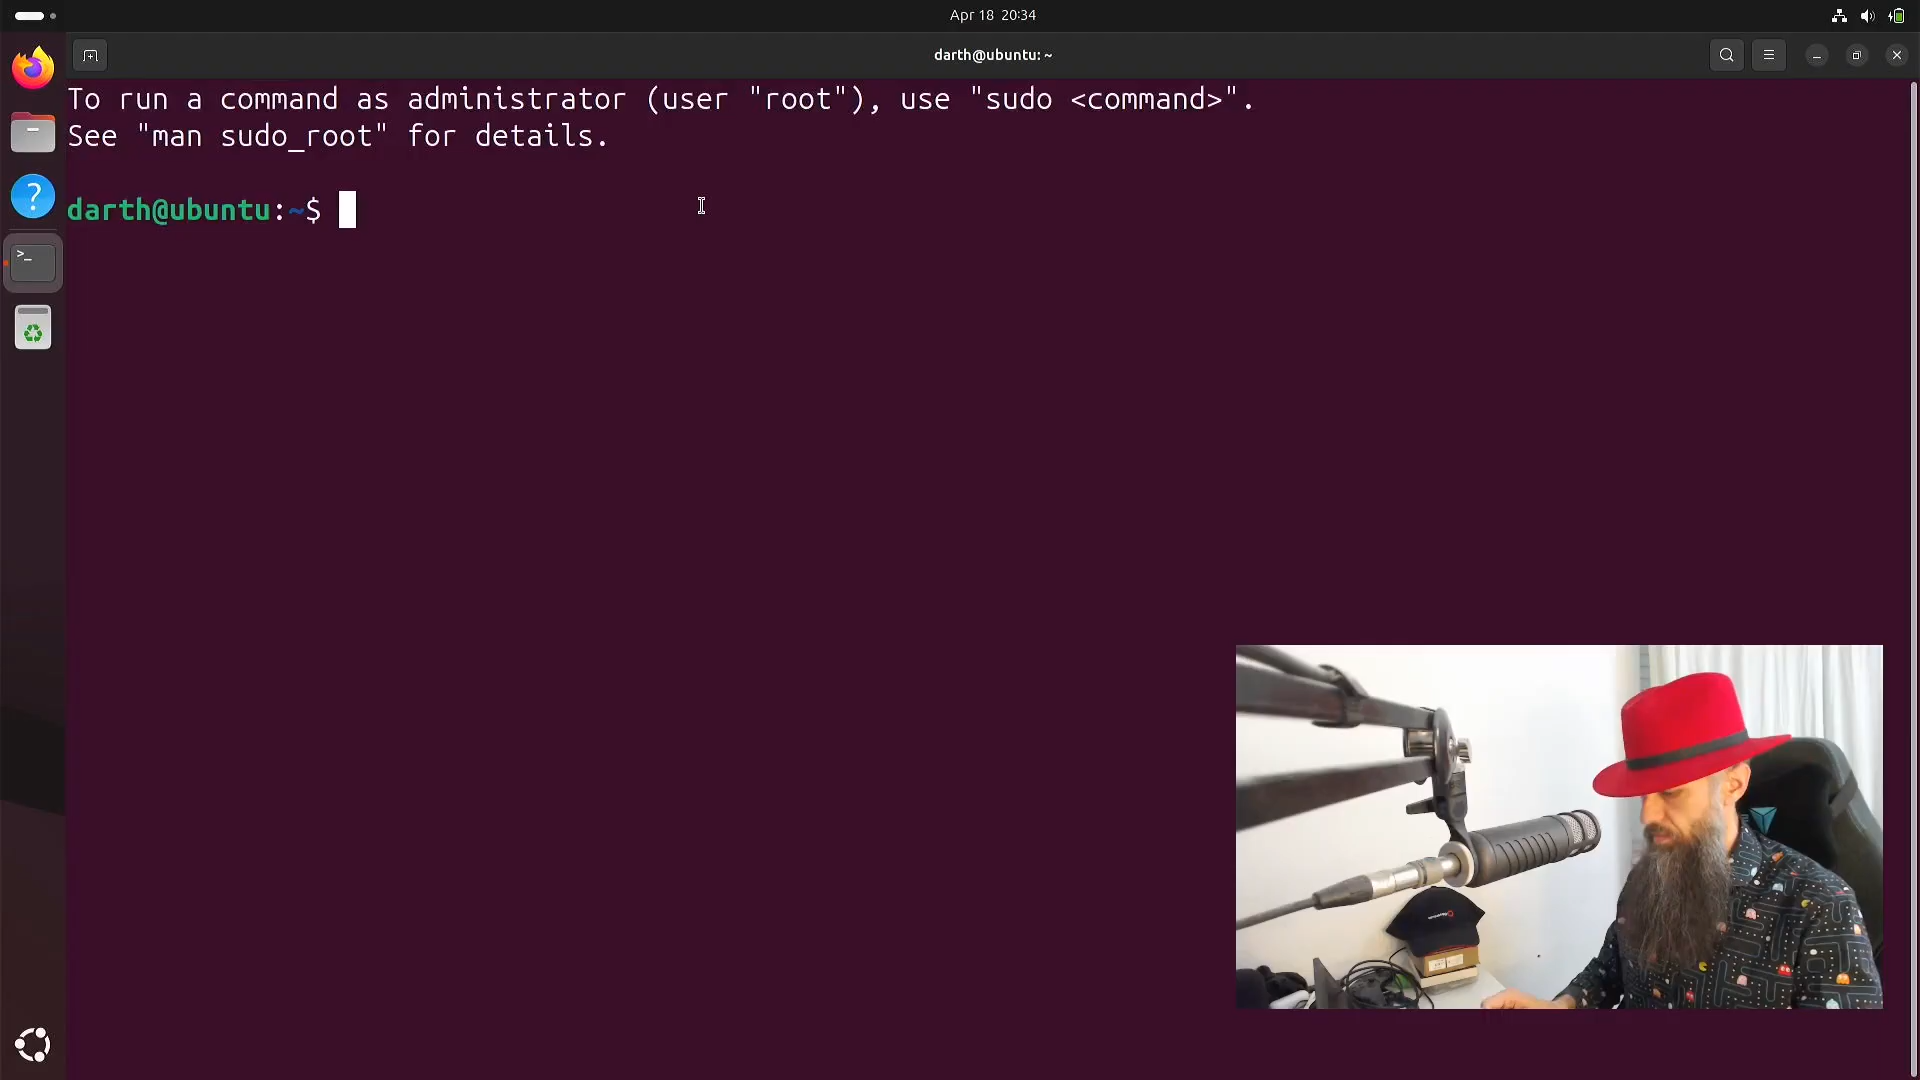 Apr 18 20:34
darth@ubuntu: ~
To run a command as administrator (user "root"), use "sudo <command>".
See "man sudo_root" for details.
darth@ubuntu:~$